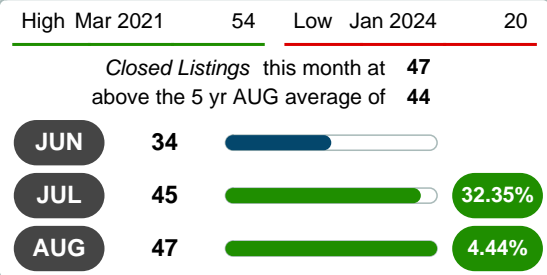 High Mar 2021 54 Low Jan 2024 20
Closed Listings this month at 47
above the 5 yr AUG average of 44
JUN 34
JUL 45 32.35%
AUG 47 4.44%